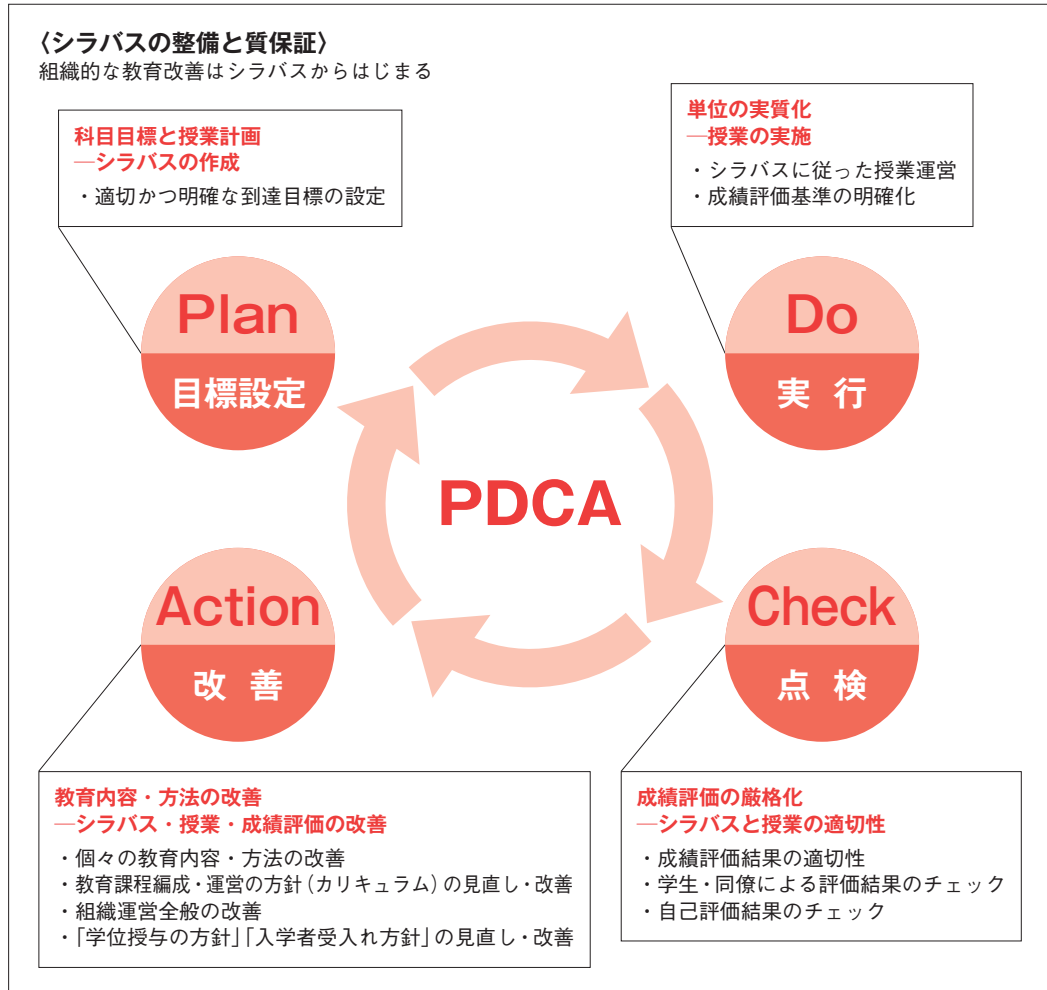 〈シラバスの整備と質保証〉
組織的な教育改善はシラバスからはじまる
科目目標と授業計画
―シラバスの作成
・適切かつ明確な到達目標の設定
単位の実質化
―授業の実施
・シラバスに従った授業運営
・成績評価基準の明確化
Plan
目標設定
Do
実 行
PDCA
Action
改 善
Check
点 検
教育内容・方法の改善
―シラバス・授業・成績評価の改善
・個々の教育内容・方法の改善
・教育課程編成・運営の方針(カリキュラム)の見直し・改善
・組織運営全般の改善
・「学位授与の方針」「入学者受入れ方針」の見直し・改善
成績評価の厳格化
―シラバスと授業の適切性
・成績評価結果の適切性
・学生・同僚による評価結果のチェック
・自己評価結果のチェック